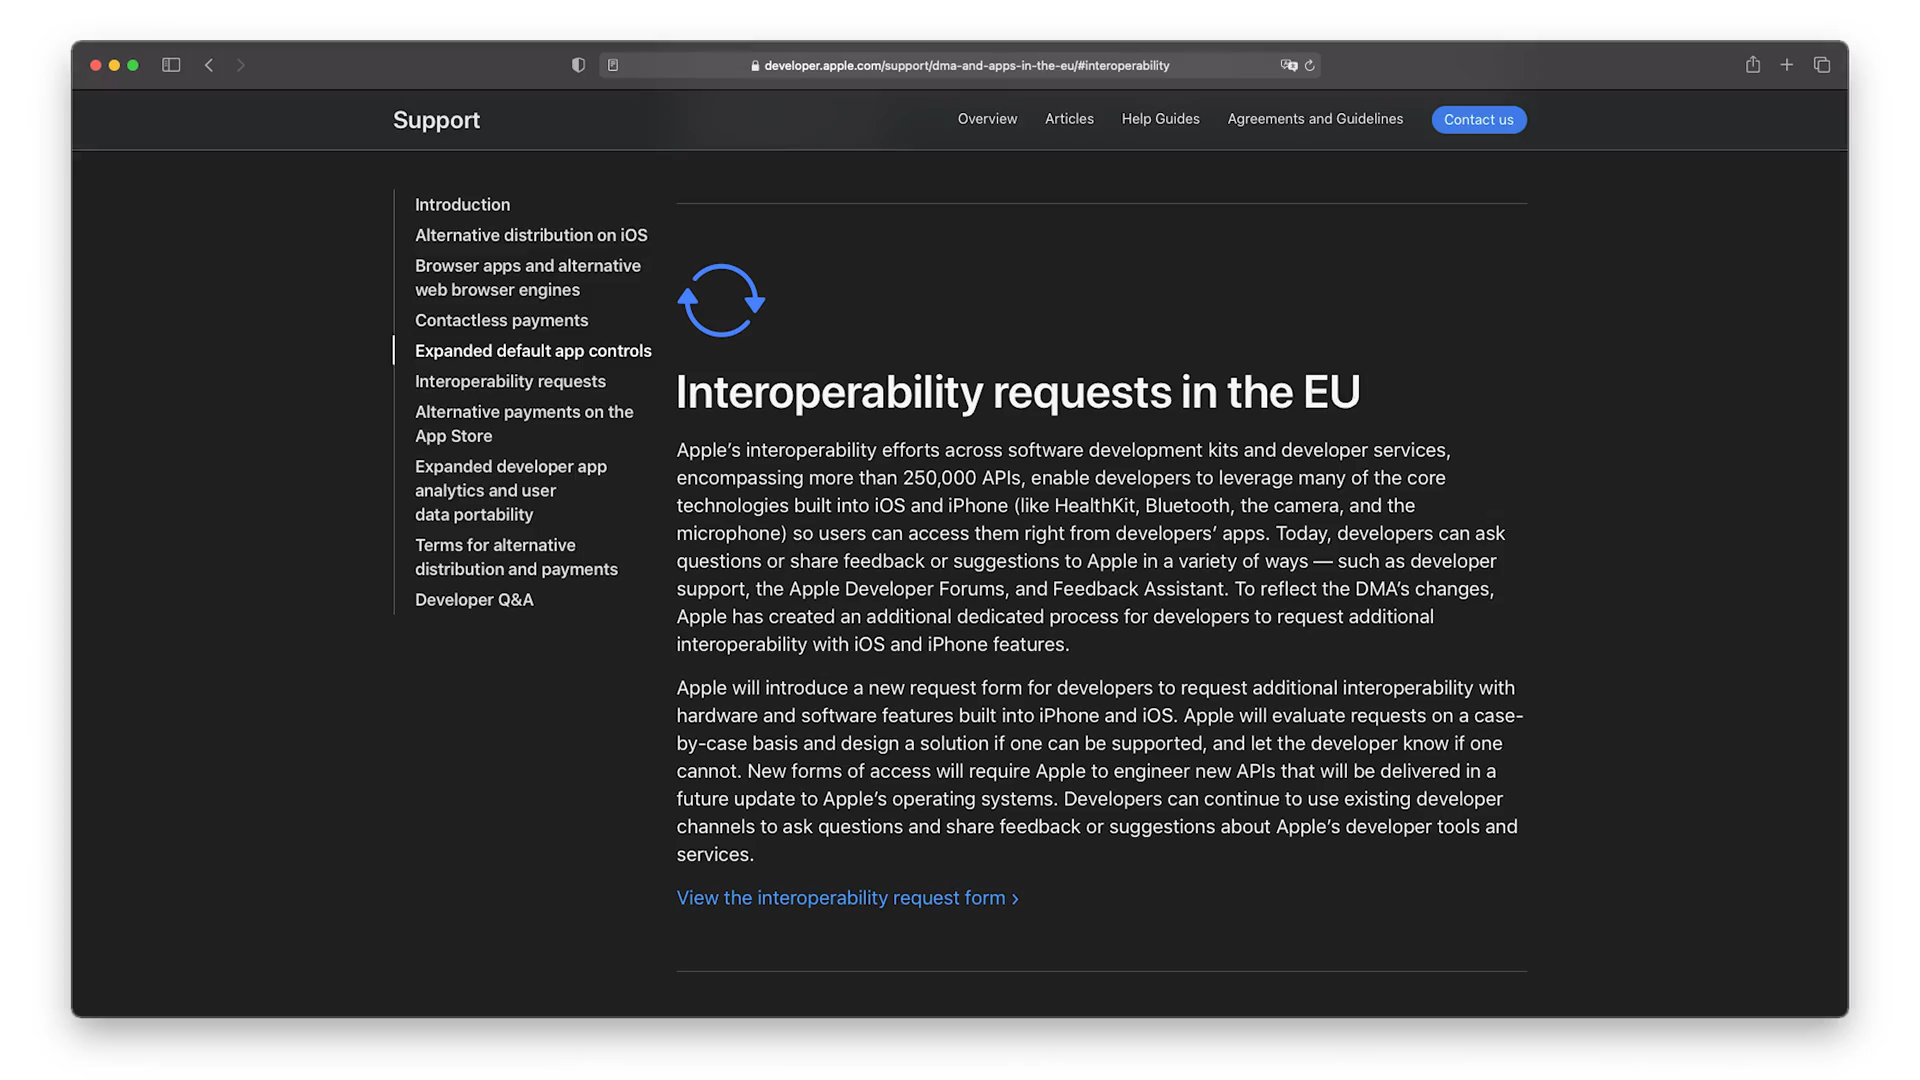 developer.apple.com/support/dma-and-apps-in-the-eu/#interoperability
Support
Overview
Articles
Help Guides
Agreements and Guidelines
Contact us
Introduction
Alternative distribution on iOS
Browser apps and alternative
web browser engines
Contactless payments
Expanded default app controls
Interoperability requests
Alternative payments on the
App Store
Expanded developer app
analytics and user
data portability
Terms for alternative
distribution and payments
Developer Q&A
Interoperability requests in the EU
Apple’s interoperability efforts across software development kits and developer services,
encompassing more than 250,000 APIs, enable developers to leverage many of the core
technologies built into iOS and iPhone (like HealthKit, Bluetooth, the camera, and the
microphone) so users can access them right from developers’ apps. Today, developers can ask
questions or share feedback or suggestions to Apple in a variety of ways — such as developer
support, the Apple Developer Forums, and Feedback Assistant. To reflect the DMA’s changes,
Apple has created an additional dedicated process for developers to request additional
interoperability with iOS and iPhone features.
Apple will introduce a new request form for developers to request additional interoperability with
hardware and software features built into iPhone and iOS. Apple will evaluate requests on a case-
by-case basis and design a solution if one can be supported, and let the developer know if one
cannot. New forms of access will require Apple to engineer new APIs that will be delivered in a
future update to Apple’s operating systems. Developers can continue to use existing developer
channels to ask questions and share feedback or suggestions about Apple’s developer tools and
services.
View the interoperability request form ›